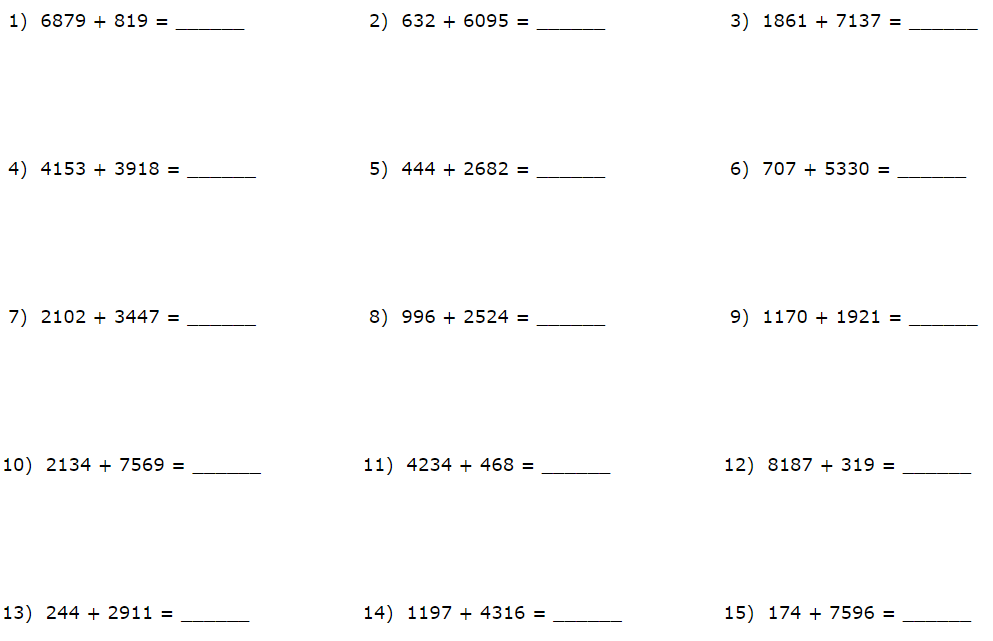 1) 6879 + 819 = ______ 2) 632 + 6095 = ______ 3) 1861 + 7137 = ______
4) 4153 + 3918 = ______ 5) 444 + 2682 = ______ 6) 707 + 5330 = ______
7) 2102 + 3447 = ______ 8) 996 + 2524 = ______ 9) 1170 + 1921 = ______
10) 2134 + 7569 = ______ 11) 4234 + 468 = ______ 12) 8187 + 319 = ______
13) 244 + 2911 = ______ 14) 1197 + 4316 = ______ 15) 174 + 7596 = ______